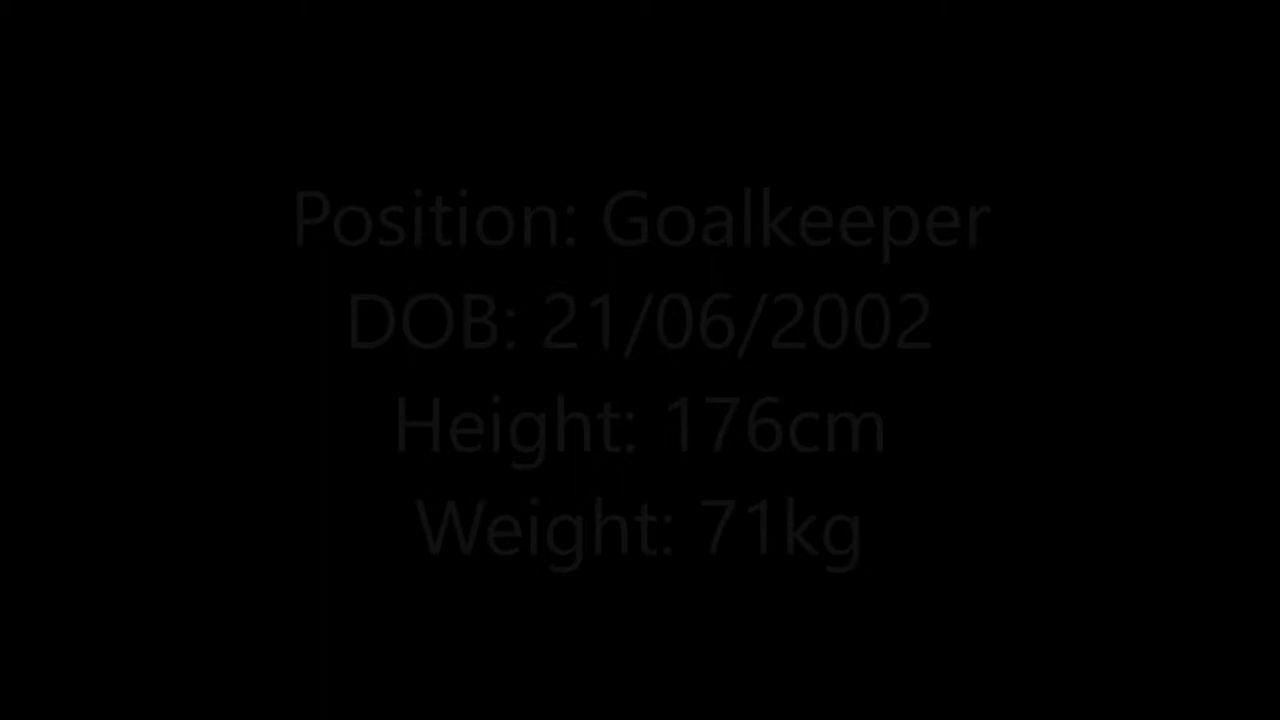 Position: Goalkeeper
DOB: 21/06/2002
Height: 176cm
Weight: 71kg